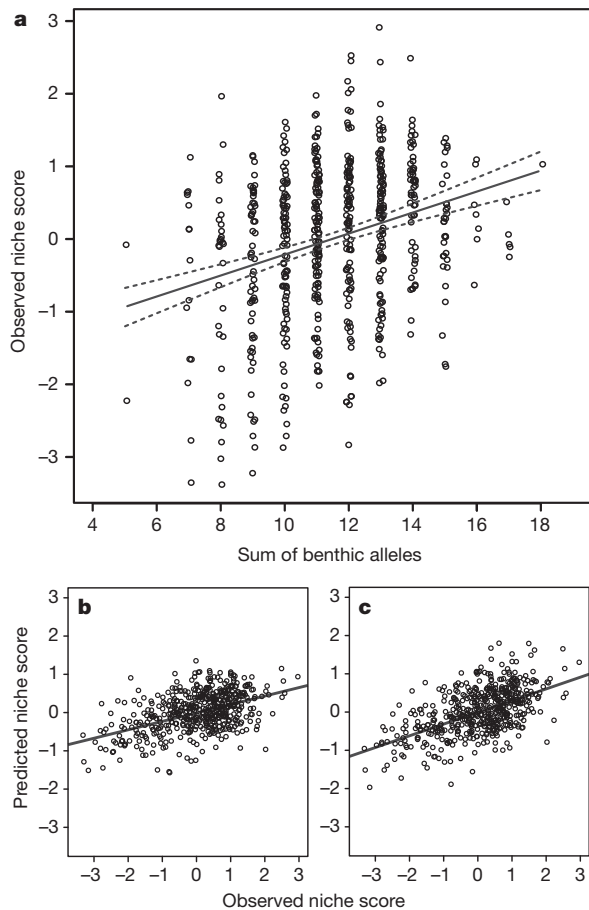 a
3
2
1
0
−1
−2
−3
Observed niche score
4 6 8 10 12 14 16 18
Sum of benthic alleles
b
3
2
1
0
−1
−2
−3
Predicted niche score
−3 −2 −1 0 1 2 3
c
3
2
1
0
−1
−2
−3
−3 −2 −1 0 1 2 3
Observed niche score